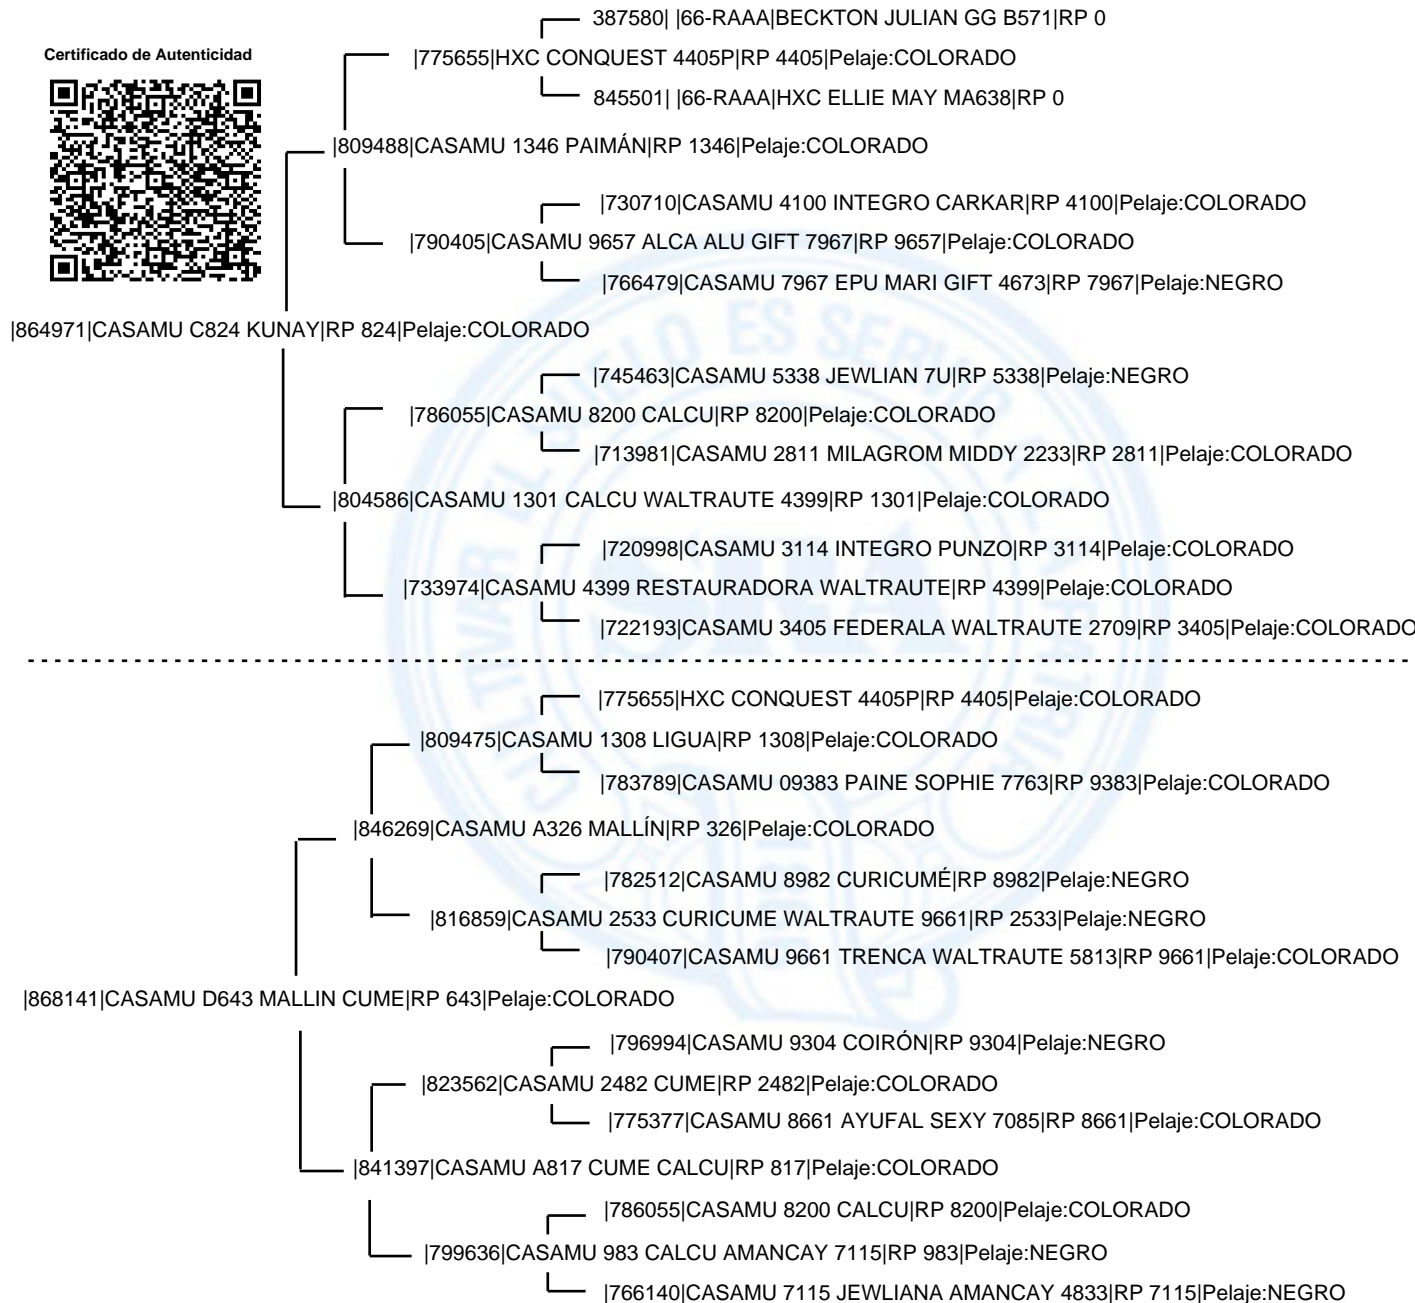 387580| |66-RAAA|BECKTON JULIAN GG B571|RP 0
Certificado de Autenticidad
|775655|HXC CONQUEST 4405P|RP 4405|Pelaje:COLORADO
845501| |66-RAAA|HXC ELLIE MAY MA638|RP 0
|809488|CASAMU 1346 PAIMÁN|RP 1346|Pelaje:COLORADO
|730710|CASAMU 4100 INTEGRO CARKAR|RP 4100|Pelaje:COLORADO
|790405|CASAMU 9657 ALCA ALU GIFT 7967|RP 9657|Pelaje:COLORADO
|766479|CASAMU 7967 EPU MARI GIFT 4673|RP 7967|Pelaje:NEGRO
|864971|CASAMU C824 KUNAY|RP 824|Pelaje:COLORADO
|745463|CASAMU 5338 JEWLIAN 7U|RP 5338|Pelaje:NEGRO
|786055|CASAMU 8200 CALCU|RP 8200|Pelaje:COLORADO
|713981|CASAMU 2811 MILAGROM MIDDY 2233|RP 2811|Pelaje:COLORADO
|804586|CASAMU 1301 CALCU WALTRAUTE 4399|RP 1301|Pelaje:COLORADO
|720998|CASAMU 3114 INTEGRO PUNZO|RP 3114|Pelaje:COLORADO
|733974|CASAMU 4399 RESTAURADORA WALTRAUTE|RP 4399|Pelaje:COLORADO
|722193|CASAMU 3405 FEDERALA WALTRAUTE 2709|RP 3405|Pelaje:COLORADO
|775655|HXC CONQUEST 4405P|RP 4405|Pelaje:COLORADO
|809475|CASAMU 1308 LIGUA|RP 1308|Pelaje:COLORADO
|783789|CASAMU 09383 PAINE SOPHIE 7763|RP 9383|Pelaje:COLORADO
|846269|CASAMU A326 MALLÍN|RP 326|Pelaje:COLORADO
|782512|CASAMU 8982 CURICUMÉ|RP 8982|Pelaje:NEGRO
|816859|CASAMU 2533 CURICUME WALTRAUTE 9661|RP 2533|Pelaje:NEGRO
|790407|CASAMU 9661 TRENCA WALTRAUTE 5813|RP 9661|Pelaje:COLORADO
|868141|CASAMU D643 MALLIN CUME|RP 643|Pelaje:COLORADO
|796994|CASAMU 9304 COIRÓN|RP 9304|Pelaje:NEGRO
|823562|CASAMU 2482 CUME|RP 2482|Pelaje:COLORADO
|775377|CASAMU 8661 AYUFAL SEXY 7085|RP 8661|Pelaje:COLORADO
|841397|CASAMU A817 CUME CALCU|RP 817|Pelaje:COLORADO
|786055|CASAMU 8200 CALCU|RP 8200|Pelaje:COLORADO
|799636|CASAMU 983 CALCU AMANCAY 7115|RP 983|Pelaje:NEGRO
|766140|CASAMU 7115 JEWLIANA AMANCAY 4833|RP 7115|Pelaje:NEGRO
CULTIVAR EL SUELO ES SERVIR A LA PATRIA
SRA